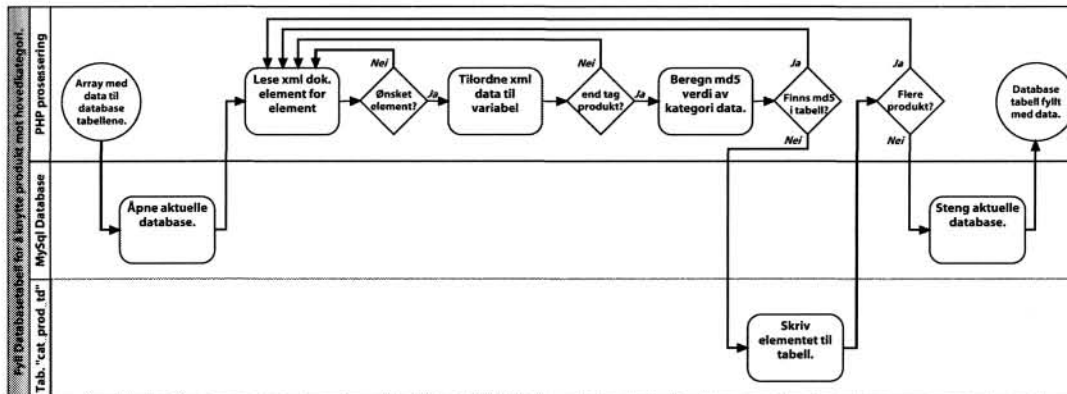 Fyll Databasetabell for å knytte produkt mot hovedkategori.
PHP prosessering
Array med
data til
database
tabellene.
Lese xml dok.
element for
element
Nei
Ønsket
element?
Ja
Tilordne xml
data til
variabel
Nei
end tag
produkt?
Ja
Beregn md5
verdi av
kategori data.
Ja
Finns md5
i tabell?
Nei
Ja
Flere
produkt?
Nei
Database
tabell fyllt
med data.
MySql Database
Åpne aktuelle
database.
Steng aktuelle
database.
Tab. "cat_prod_td"
Skriv
elementet til
tabell.